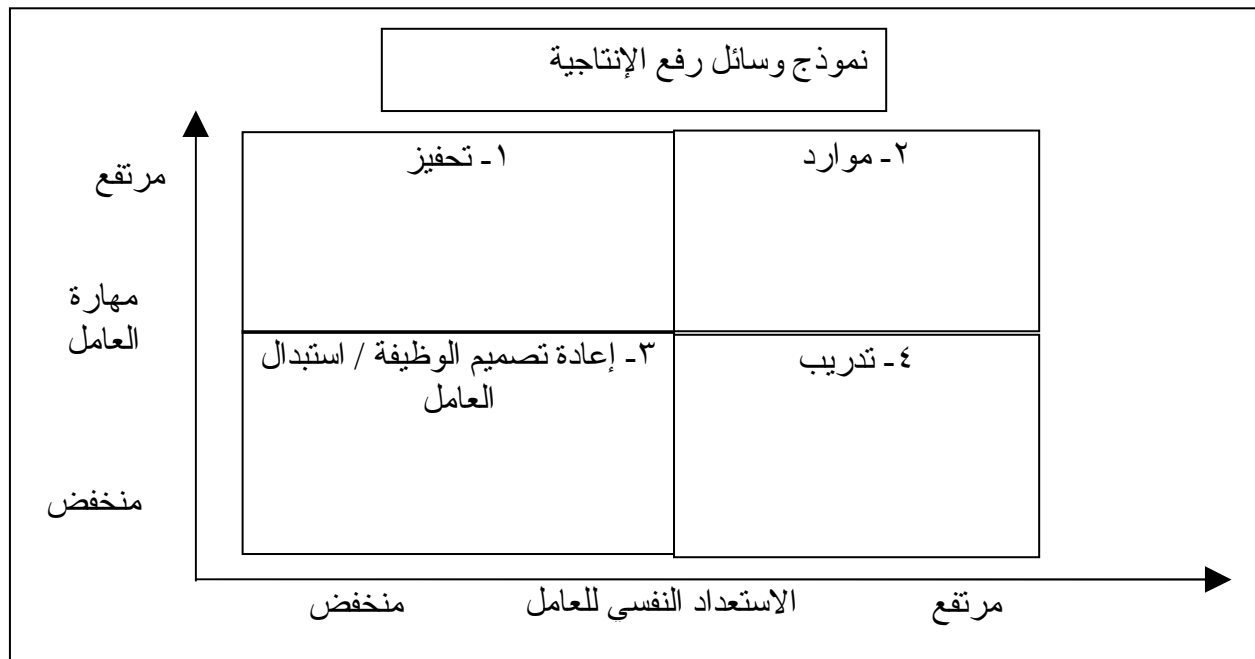 نموذج وسائل رفع الإنتاجية
٢- موارد
١- تحفيز
مرتفع
مهارة
العامل
٤- تدريب
٣- إعادة تصميم الوظيفة / استبدال
العامل
منخفض
مرتفع
الاستعداد النفسي للعامل
منخفض